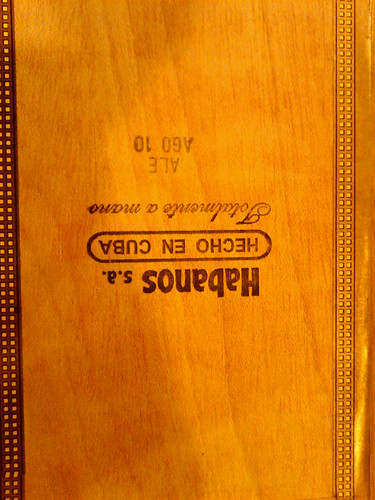 Habanos s.a.
HECHO EN CUBA
Totalmente a mano
ALE
AGO 10